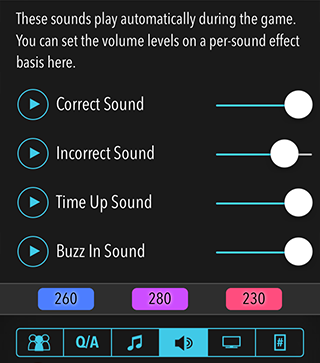 These sounds play automatically during the game.
You can set the volume levels on a per-sound effect
basis here.
Correct Sound
Incorrect Sound
Time Up Sound
Buzz In Sound
260 280 230
Q/A #